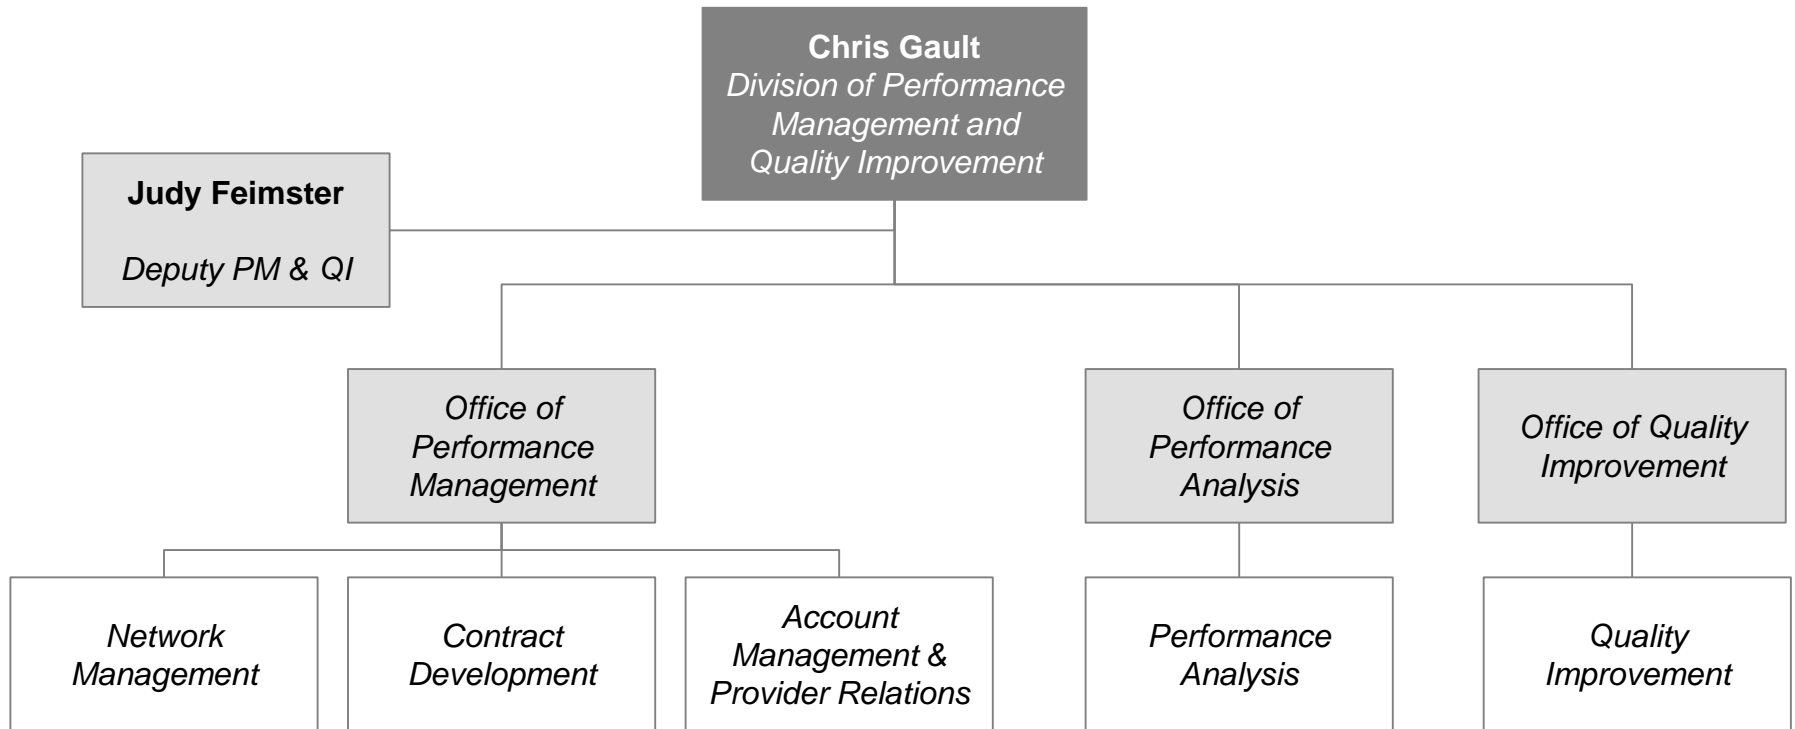 Chris Gault
Division of Performance
Management and
Quality Improvement
Judy Feimster
Deputy PM & QI
Office of
Performance
Management
Office of
Performance
Analysis
Office of Quality
Improvement
Network
Management
Contract
Development
Account
Management &
Provider Relations
Performance
Analysis
Quality
Improvement